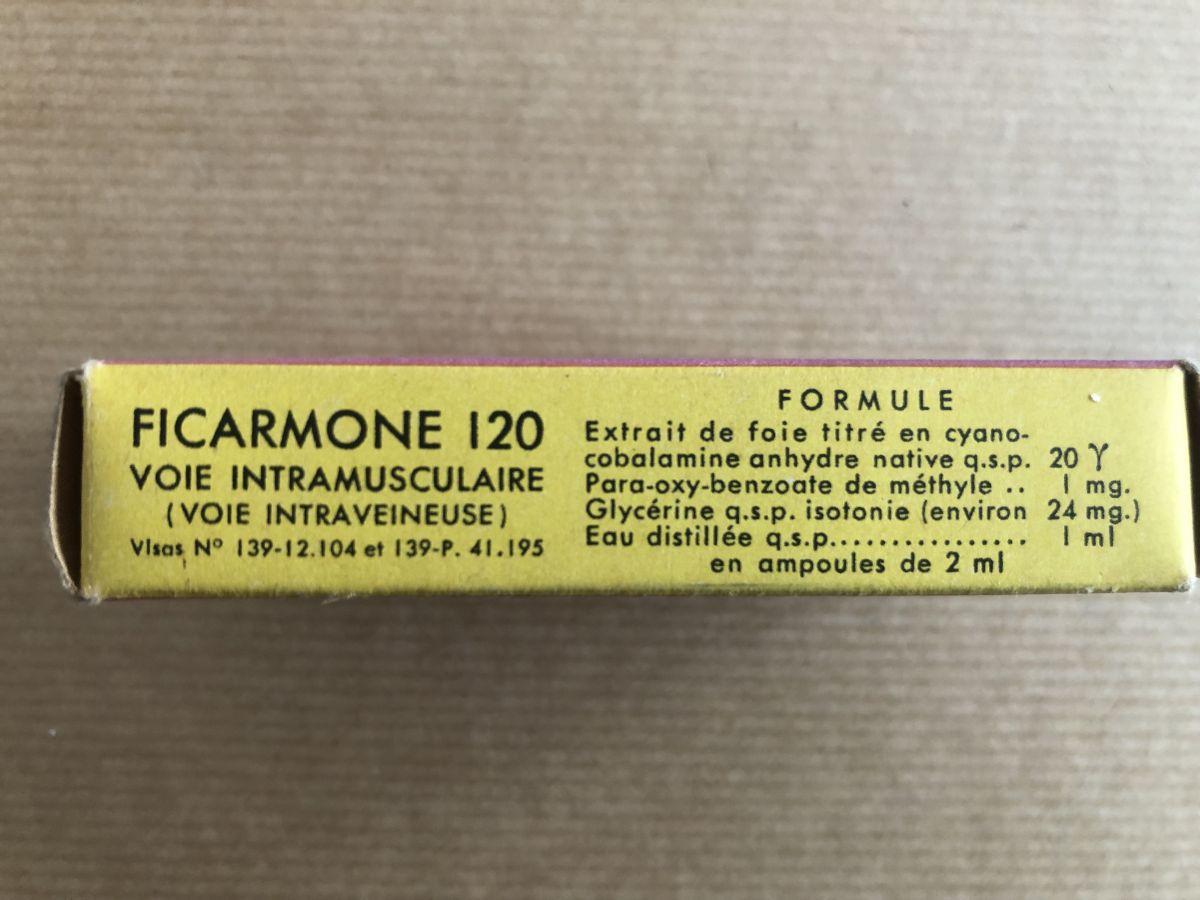 FICARMONE 120
VOIE INTRAMUSCULAIRE
(VOIE INTRAVEINEUSE)
Visas Nº 139-12.104 et 139-P. 41.195
FORMULE
Extrait de foie titré en cyano-
cobalamine anhydre native q.s.p. 20 γ
Para-oxy-benzoate de méthyle .. 1 mg.
Glycérine q.s.p. isotonie (environ 24 mg.)
Eau distillée q.s.p................ 1 ml
en ampoules de 2 ml